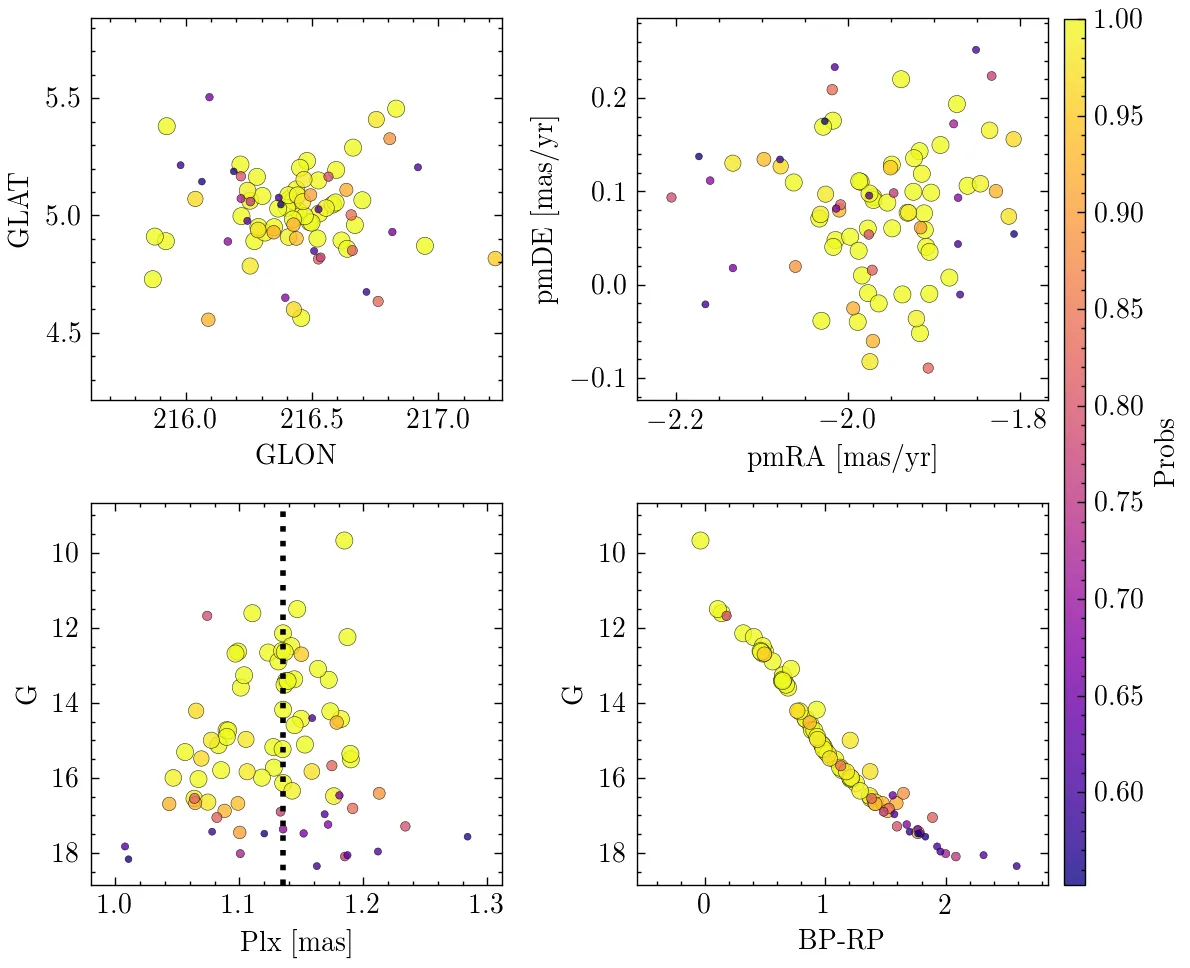 5.5
5.0
4.5
GLAT
216.0 216.5 217.0
GLON
0.2
0.1
0.0
−0.1
pmDE [mas/yr]
−2.2 −2.0 −1.8
pmRA [mas/yr]
10
12
14
16
18
G
1.0 1.1 1.2 1.3
Plx [mas]
10
12
14
16
18
G
0 1 2
BP-RP
1.00
0.95
0.90
0.85
0.80
0.75
0.70
0.65
0.60
Probs